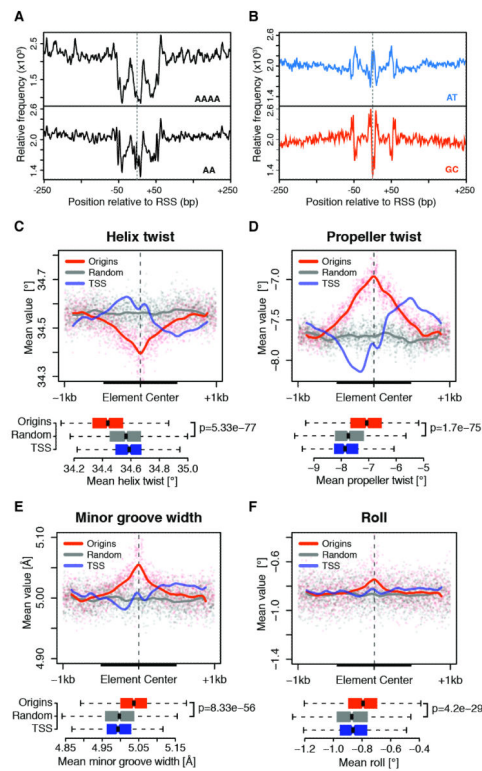 A
B
Relative frequency (x10³)
2.5
1.5
AAAA
2.6
2.0
1.4
AA
-250
-50
+50
+250
Position relative to RSS (bp)
Relative frequency (x10³)
2.6
2.0
AT
2.6
2.0
1.4
GC
-250
-50
+50
+250
Position relative to RSS (bp)
C
Helix twist
D
Propeller twist
Mean value [°]
34.7
34.5
34.3
Origins
Random
TSS
−1kb
Element Center
+1kb
Origins
Random
TSS
p=5.33e−77
34.2
34.4
34.6
34.8
35.0
Mean helix twist [°]
Mean value [°]
−7.0
−7.5
−8.0
Origins
Random
TSS
−1kb
Element Center
+1kb
p=1.7e−75
−9
−8
−7
−6
−5
Mean propeller twist [°]
E
Minor groove width
F
Roll
Mean value [Å]
5.10
5.00
4.90
Origins
Random
TSS
−1kb
Element Center
+1kb
Origins
Random
TSS
p=8.33e−56
4.85
4.95
5.05
5.15
Mean minor groove width [Å]
Mean value [°]
−0.6
−1.0
−1.4
Origins
Random
TSS
−1kb
Element Center
+1kb
p=4.2e−29
−1.2
−1.0
−0.8
−0.6
−0.4
Mean roll [°]